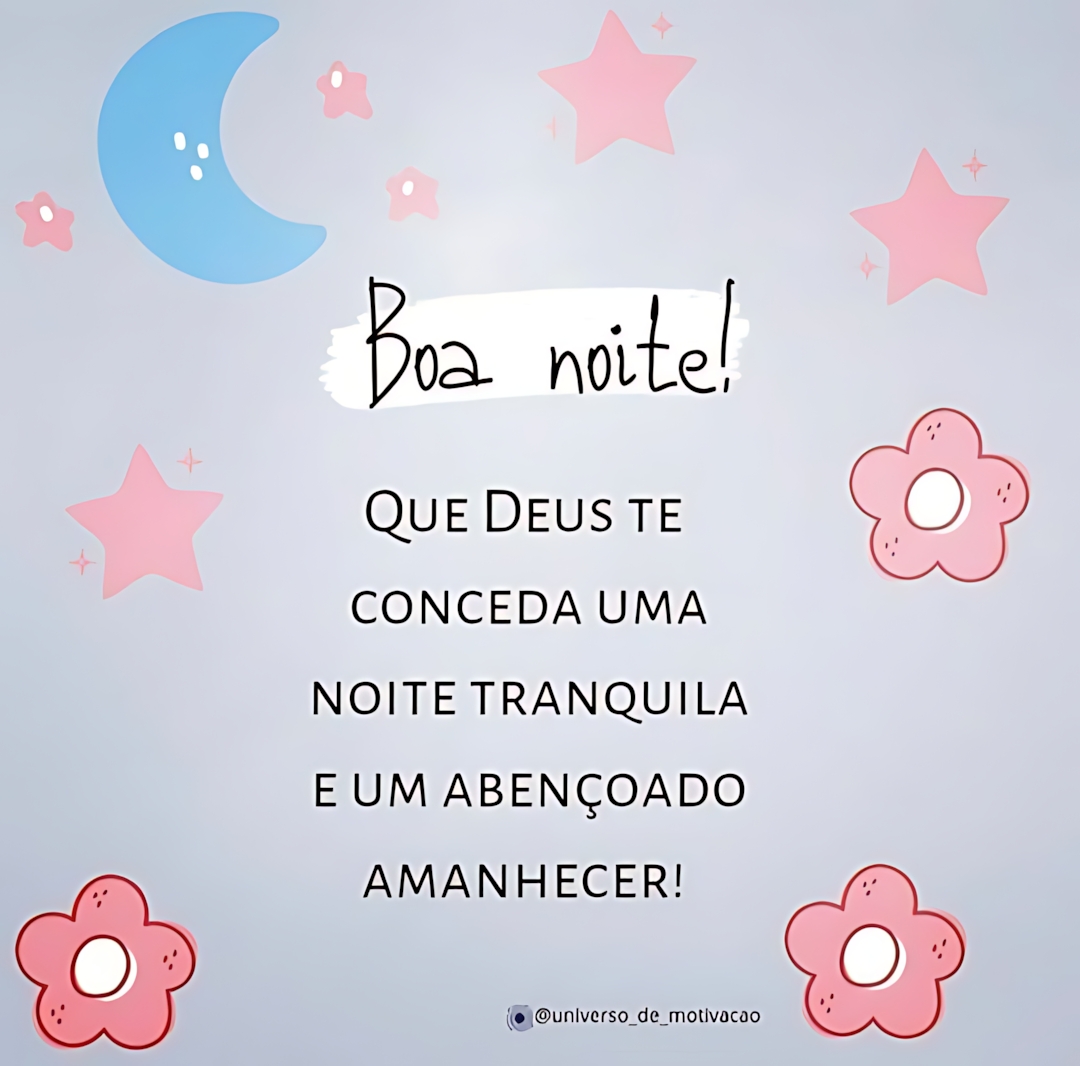 Boa noite!
Que Deus te
conceda uma
noite tranquila
e um abençoado
amanhecer!
@universo_de_motivacao